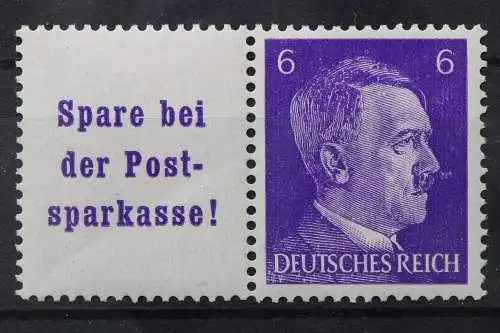 Spare bei
der Post-
sparkasse!
6 6
DEUTSCHES REICH